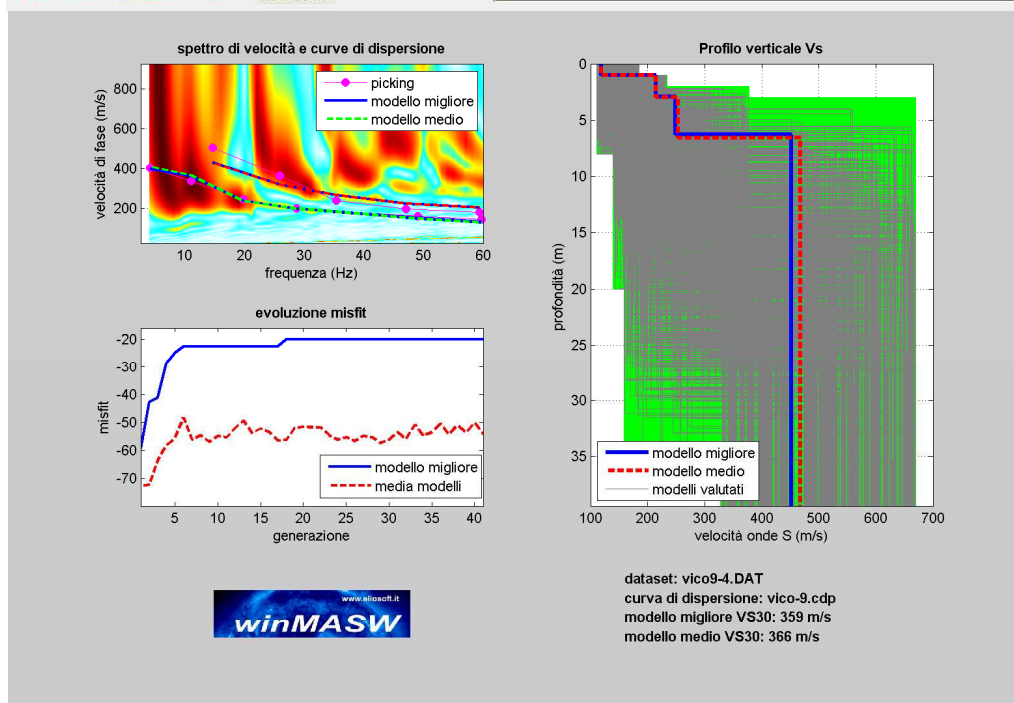 spettro di velocità e curve di dispersione
800
600
400
200
velocità di fase (m/s)
10
20
30
40
50
60
frequenza (Hz)
picking
modello migliore
modello medio
evoluzione misfit
-20
-30
-40
-50
-60
-70
misfit
5
10
15
20
25
30
35
40
generazione
modello migliore
media modelli
www.eliosoft.it
winMASW
Profilo verticale Vs
0
5
10
15
20
25
30
35
profondità (m)
modello migliore
modello medio
modelli valutati
100
200
300
400
500
600
700
velocità onde S (m/s)
dataset: vico9-4.DAT
curva di dispersione: vico-9.cdp
modello migliore VS30: 359 m/s
modello medio VS30: 366 m/s